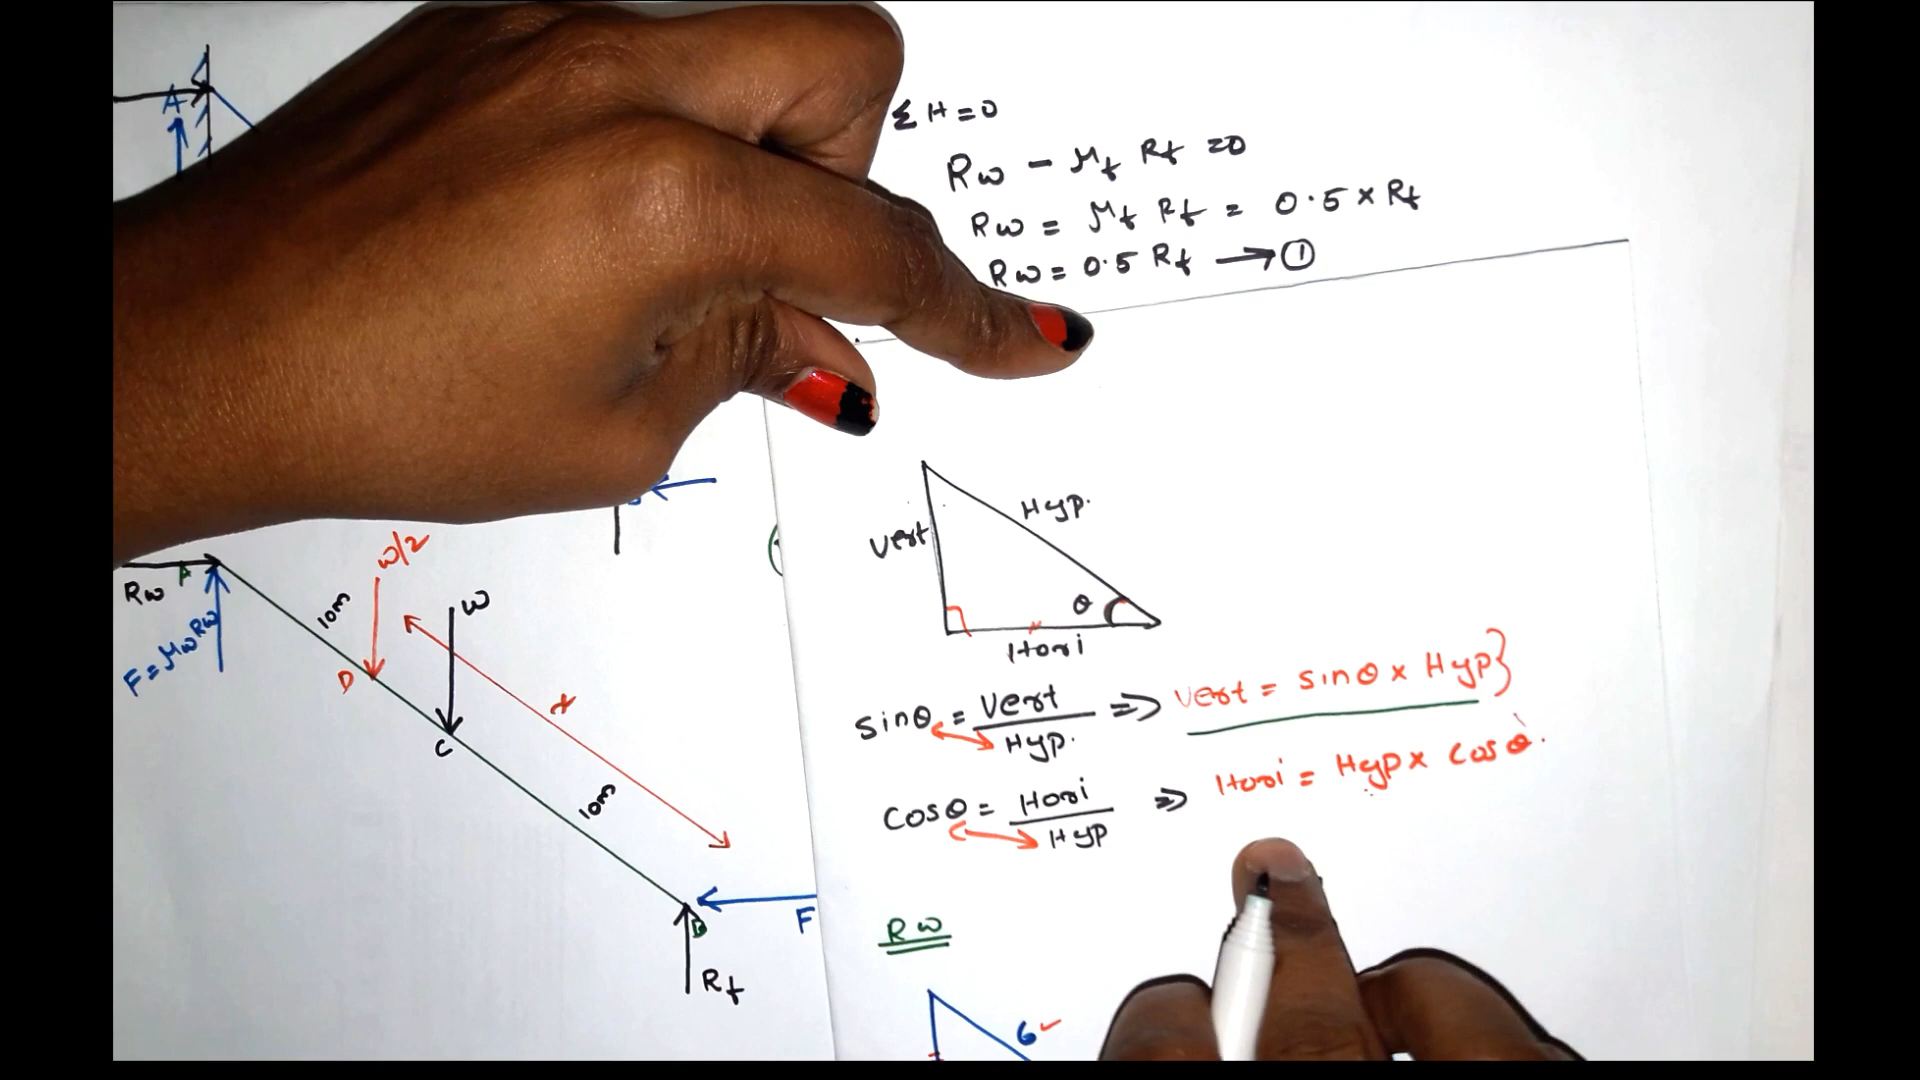 A
ΣH=0
Rw - μf Rf =0
Rw = μf Rf = 0.5 × Rf
Rw = 0.5 Rf → ①
Hyp.
Vert
θ
Hori
sinθ = Vert / Hyp. ⇒ Vert = sinθ × Hyp}
cosθ = Hori / Hyp ⇒ Hori = Hyp × cosθ.
Rw
6✓
w/2
Rw A
10m
W
F = μw Rw
D
x
C
10m
F
B
Rf